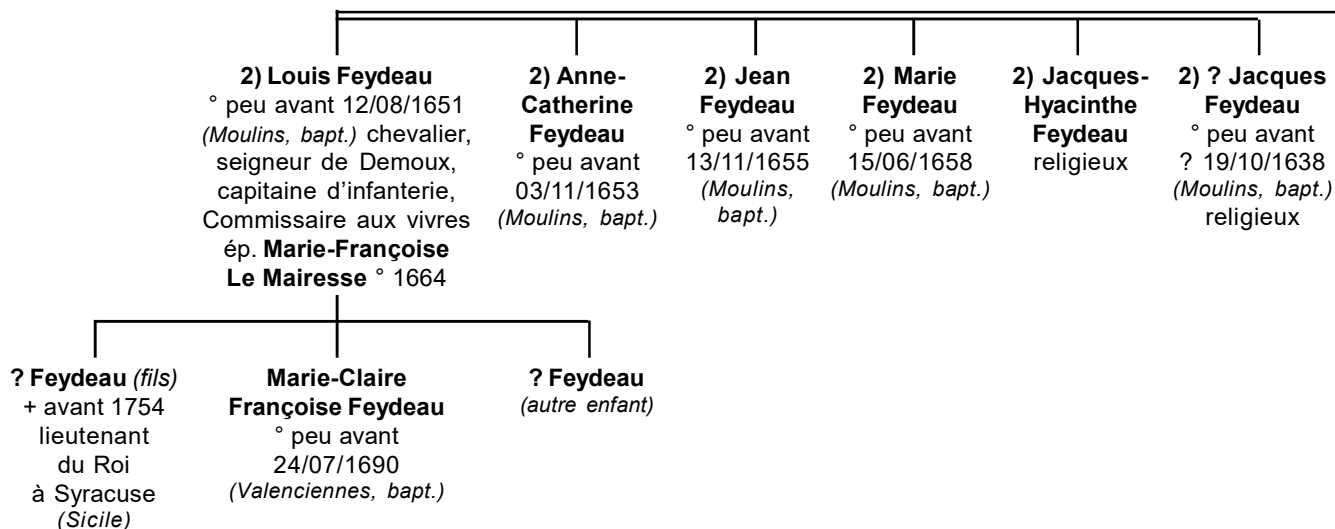 2) Louis Feydeau
° peu avant 12/08/1651
(Moulins, bapt.) chevalier,
seigneur de Demoux,
capitaine d’infanterie,
Commissaire aux vivres
ép. Marie-Françoise
Le Mairesse ° 1664
2) Anne-
Catherine
Feydeau
° peu avant
03/11/1653
(Moulins, bapt.)
2) Jean
Feydeau
° peu avant
13/11/1655
(Moulins,
bapt.)
2) Marie
Feydeau
° peu avant
15/06/1658
(Moulins, bapt.)
2) Jacques-
Hyacinthe
Feydeau
religieux
2) ? Jacques
Feydeau
° peu avant
? 19/10/1638
(Moulins, bapt.)
religieux
? Feydeau (fils)
+ avant 1754
lieutenant
du Roi
à Syracuse
(Sicile)
Marie-Claire
Françoise Feydeau
° peu avant
24/07/1690
(Valenciennes, bapt.)
? Feydeau
(autre enfant)